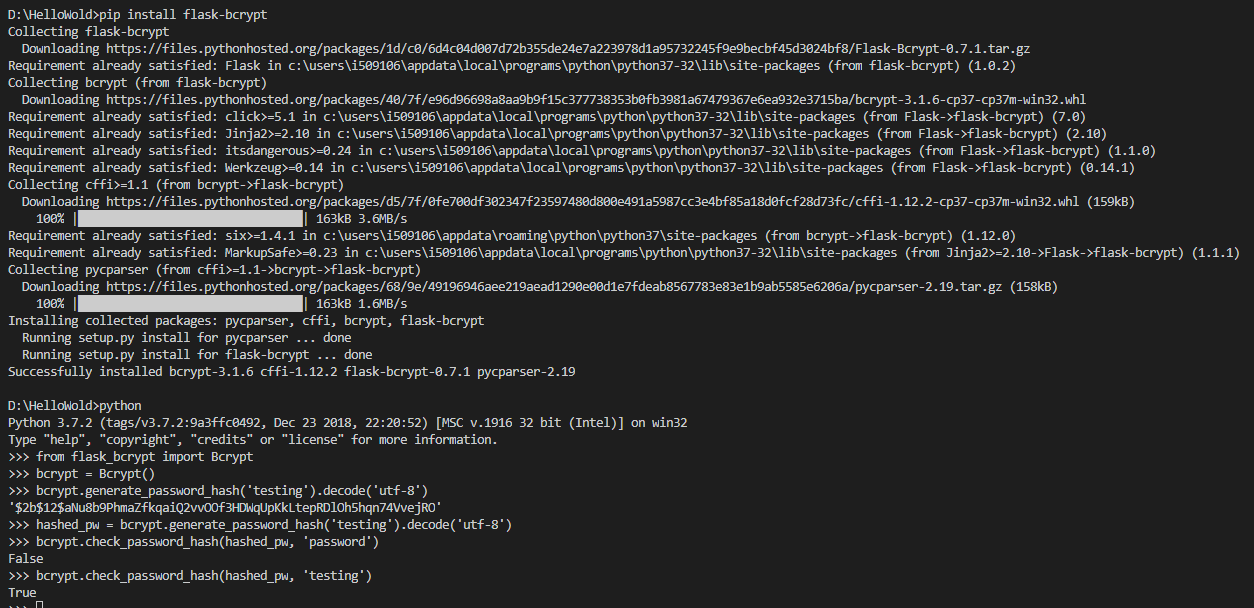 D:\HelloWold>pip install flask-bcrypt
Collecting flask-bcrypt
  Downloading https://files.pythonhosted.org/packages/1d/c0/6d4c04d007d72b355de24e7a223978d1a95732245f9e9becbf45d3024bf8/Flask-Bcrypt-0.7.1.tar.gz
Requirement already satisfied: Flask in c:\users\i509106\appdata\local\programs\python\python37-32\lib\site-packages (from flask-bcrypt) (1.0.2)
Collecting bcrypt (from flask-bcrypt)
  Downloading https://files.pythonhosted.org/packages/40/7f/e96d96698a8aa9b9f15c377738353b0fb3981a67479367e6ea932e3715ba/bcrypt-3.1.6-cp37-cp37m-win32.whl
Requirement already satisfied: click>=5.1 in c:\users\i509106\appdata\local\programs\python\python37-32\lib\site-packages (from Flask->flask-bcrypt) (7.0)
Requirement already satisfied: Jinja2>=2.10 in c:\users\i509106\appdata\local\programs\python\python37-32\lib\site-packages (from Flask->flask-bcrypt) (2.10)
Requirement already satisfied: itsdangerous>=0.24 in c:\users\i509106\appdata\local\programs\python\python37-32\lib\site-packages (from Flask->flask-bcrypt) (1.1.0)
Requirement already satisfied: Werkzeug>=0.14 in c:\users\i509106\appdata\local\programs\python\python37-32\lib\site-packages (from Flask->flask-bcrypt) (0.14.1)
Collecting cffi>=1.1 (from bcrypt->flask-bcrypt)
  Downloading https://files.pythonhosted.org/packages/d5/7f/0fe700df302347f23597480d800e491a5987cc3e4bf85a18d0fcf28d73fc/cffi-1.12.2-cp37-cp37m-win32.whl (159kB)
    100% |████████████████████████████████| 163kB 3.6MB/s
Requirement already satisfied: six>=1.4.1 in c:\users\i509106\appdata\roaming\python\python37\site-packages (from bcrypt->flask-bcrypt) (1.12.0)
Requirement already satisfied: MarkupSafe>=0.23 in c:\users\i509106\appdata\local\programs\python\python37-32\lib\site-packages (from Jinja2>=2.10->Flask->flask-bcrypt) (1.1.1)
Collecting pycparser (from cffi>=1.1->bcrypt->flask-bcrypt)
  Downloading https://files.pythonhosted.org/packages/68/9e/49196946aee219aead1290e00d1e7fdeab8567783e83e1b9ab5585e6206a/pycparser-2.19.tar.gz (158kB)
    100% |████████████████████████████████| 163kB 1.6MB/s
Installing collected packages: pycparser, cffi, bcrypt, flask-bcrypt
  Running setup.py install for pycparser ... done
  Running setup.py install for flask-bcrypt ... done
Successfully installed bcrypt-3.1.6 cffi-1.12.2 flask-bcrypt-0.7.1 pycparser-2.19
D:\HelloWold>python
Python 3.7.2 (tags/v3.7.2:9a3ffc0492, Dec 23 2018, 22:20:52) [MSC v.1916 32 bit (Intel)] on win32
Type "help", "copyright", "credits" or "license" for more information.
>>> from flask_bcrypt import Bcrypt
>>> bcrypt = Bcrypt()
>>> bcrypt.generate_password_hash('testing').decode('utf-8')
'$2b$12$aNu8b9PhmaZfkqaiQ2vvOOf3HDWqUpKkLtepRDlOh5hqn74VvejRO'
>>> hashed_pw = bcrypt.generate_password_hash('testing').decode('utf-8')
>>> bcrypt.check_password_hash(hashed_pw, 'password')
False
>>> bcrypt.check_password_hash(hashed_pw, 'testing')
True
>>>